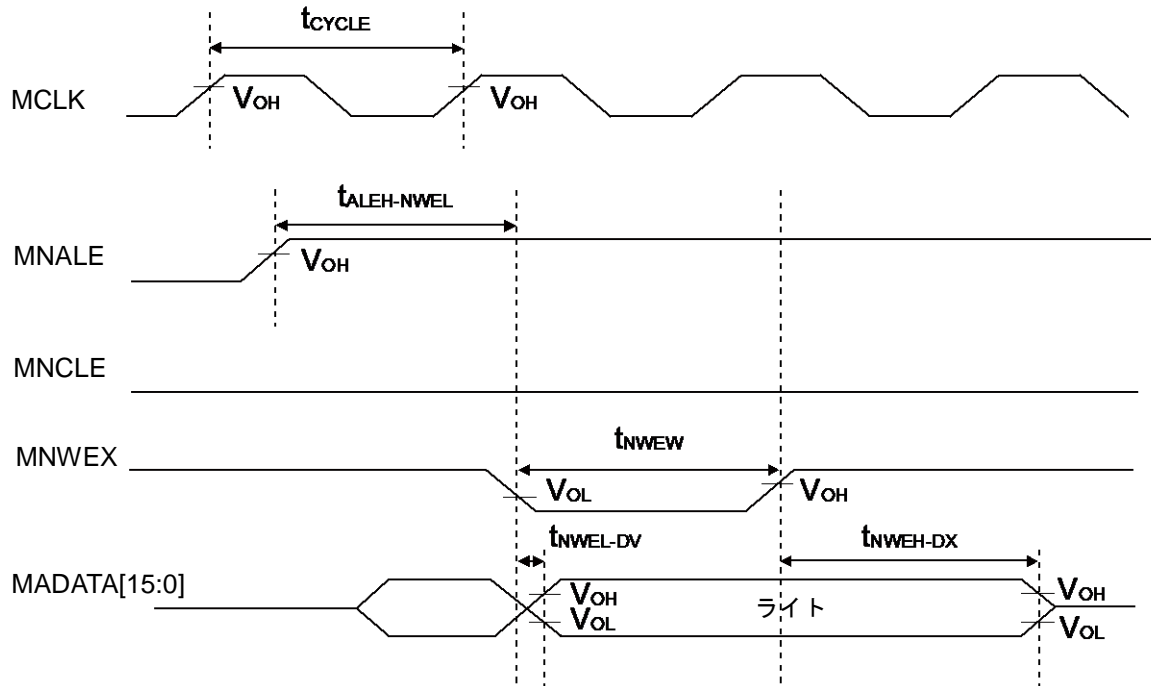 tCYCLE
MCLK
VOH
VOH
tALEH-NWEL
MNALE
VOH
MNCLE
tNWEW
MNWEX
VOL
VOH
tNWEL-DV
tNWEH-DX
MADATA[15:0]
VOH
ライト
VOH
VOL
VOL